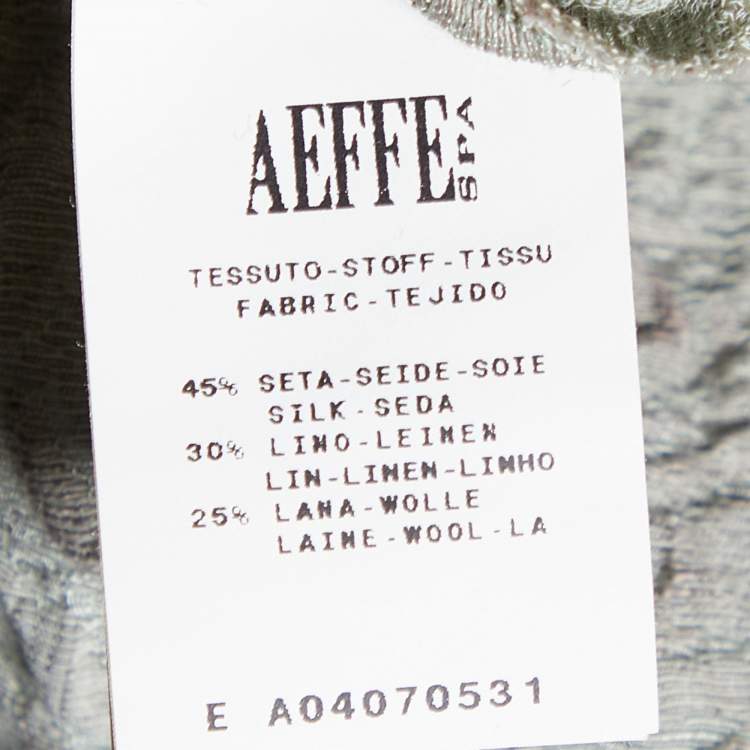 AEFFE SPA
TESSUTO-STOFF-TISSU
FABRIC-TEJIDO
45% SETA-SEIDE-SOIE
SILK-SEDA
30% LINO-LEINEN
LIN-LINEN-LINHO
25% LANA-WOLLE
LAINE-WOOL-LA
E A04070531